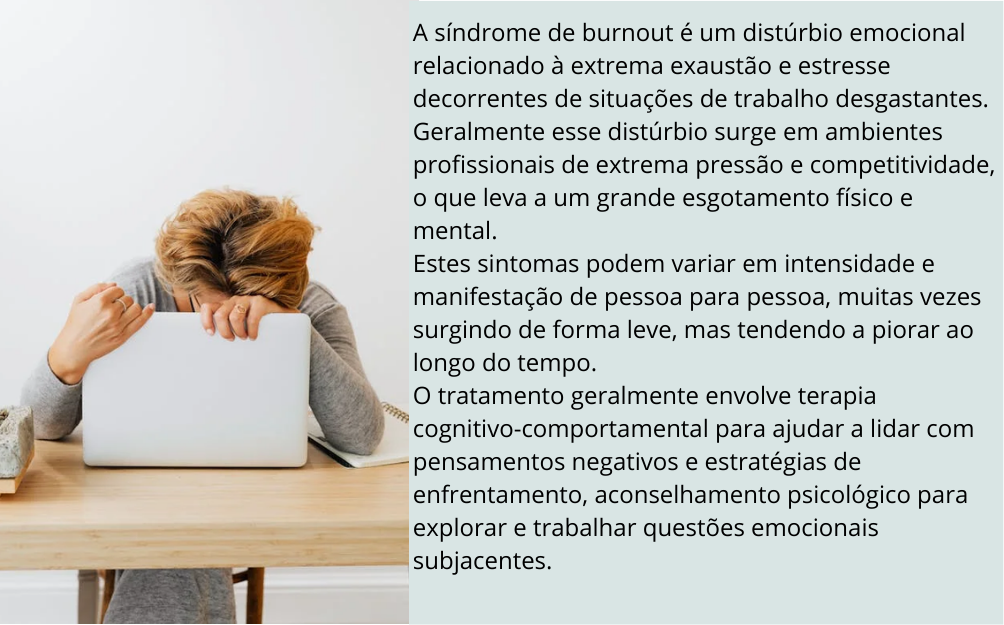 A síndrome de burnout é um distúrbio emocional
relacionado à extrema exaustão e estresse
decorrentes de situações de trabalho desgastantes.
Geralmente esse distúrbio surge em ambientes
profissionais de extrema pressão e competitividade,
o que leva a um grande esgotamento físico e
mental.
Estes sintomas podem variar em intensidade e
manifestação de pessoa para pessoa, muitas vezes
surgindo de forma leve, mas tendendo a piorar ao
longo do tempo.
O tratamento geralmente envolve terapia
cognitivo-comportamental para ajudar a lidar com
pensamentos negativos e estratégias de
enfrentamento, aconselhamento psicológico para
explorar e trabalhar questões emocionais
subjacentes.